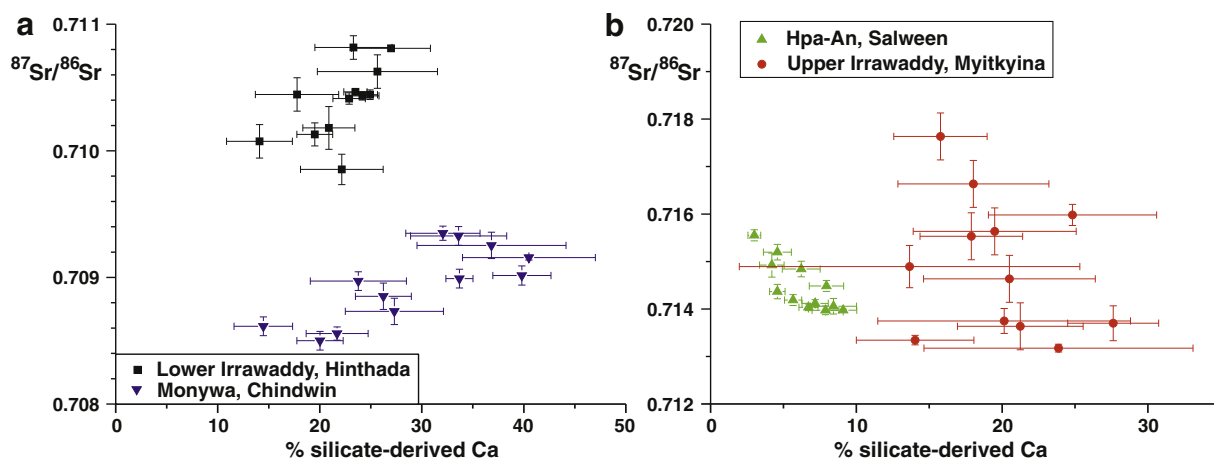 a
0.711
⁸⁷Sr/⁸⁶Sr
0.710
0.709
0.708
Lower Irrawaddy, Hinthada
Monywa, Chindwin
0 10 20 30 40 50
% silicate-derived Ca
b
0.720
⁸⁷Sr/⁸⁶Sr
0.718
0.716
0.714
0.712
Hpa-An, Salween
Upper Irrawaddy, Myitkyina
0 10 20 30
% silicate-derived Ca